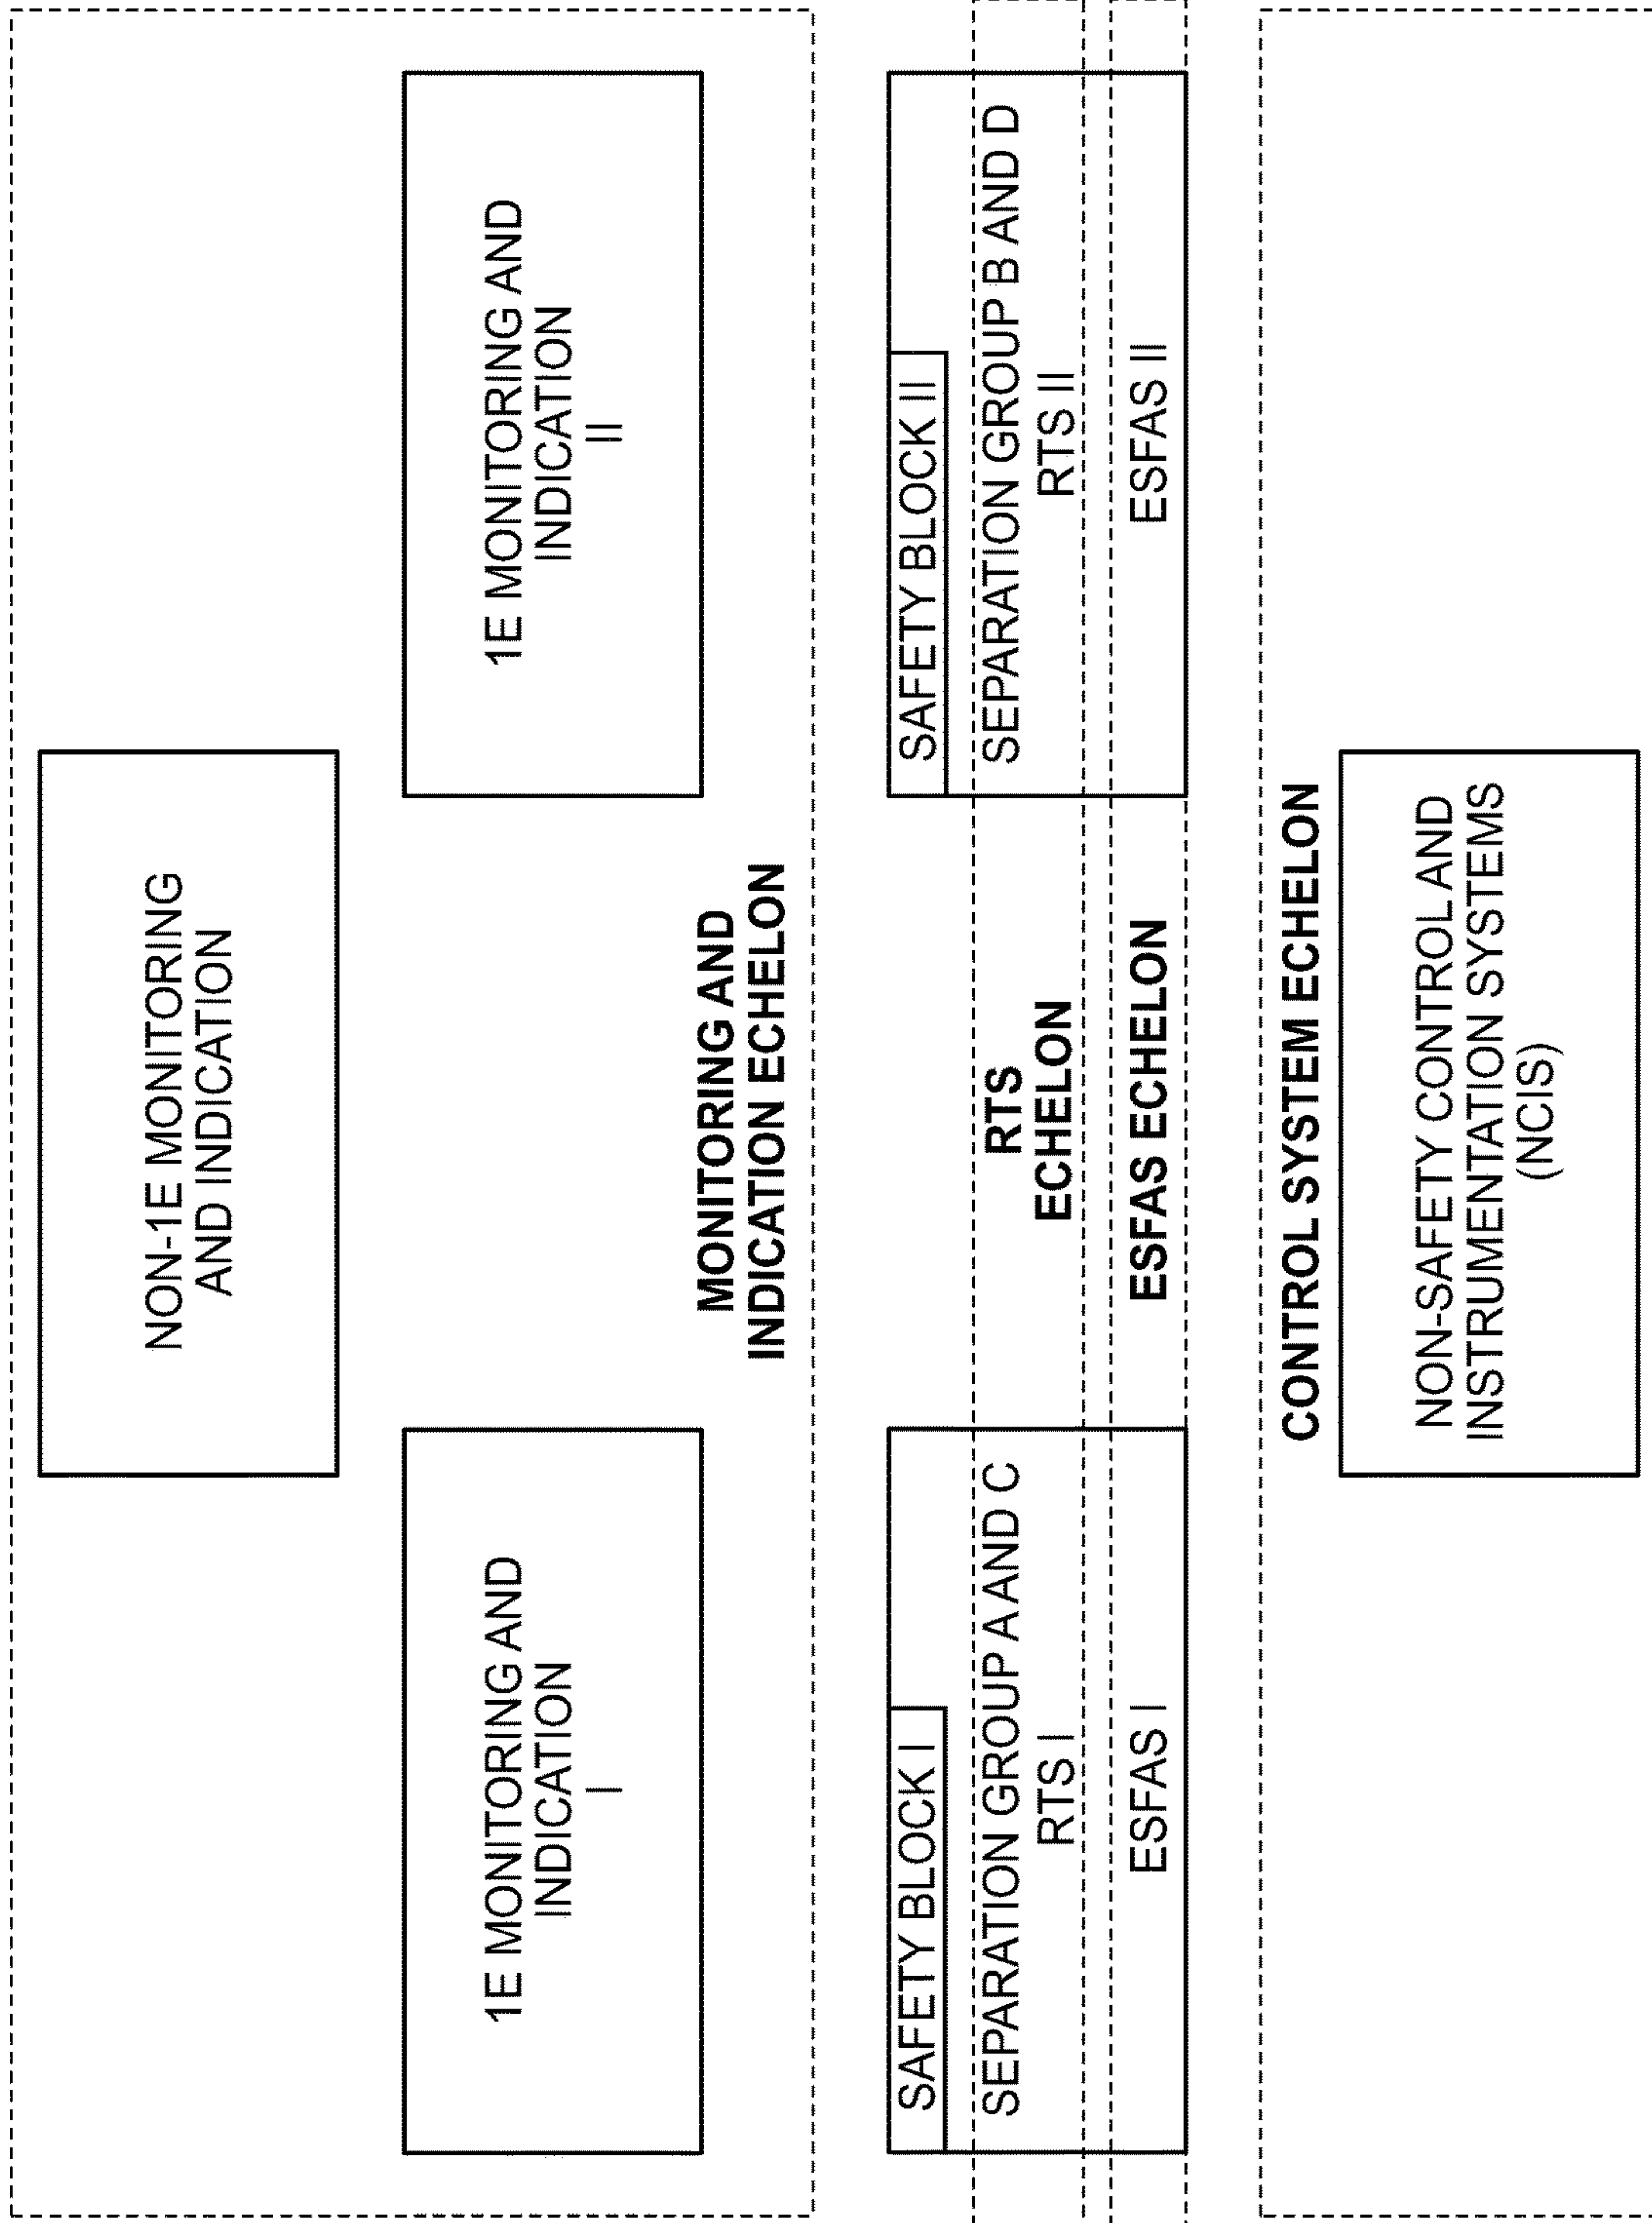 NON-1E MONITORING
AND INDICATION
1E MONITORING AND
INDICATION
I
1E MONITORING AND
INDICATION
II
MONITORING AND
INDICATION ECHELON
SAFETY BLOCK I
SEPARATION GROUP A AND C
RTS I
ESFAS I
RTS
ECHELON
ESFAS ECHELON
SAFETY BLOCK II
SEPARATION GROUP B AND D
RTS II
ESFAS II
CONTROL SYSTEM ECHELON
NON-SAFETY CONTROL AND
INSTRUMENTATION SYSTEMS
(NCIS)